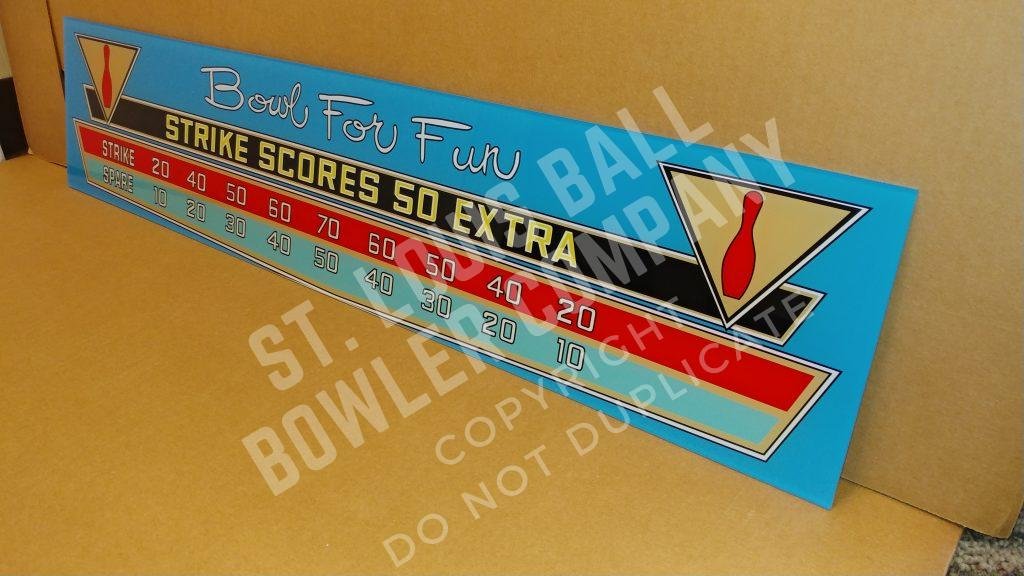 Bowl For Fun
STRIKE SCORES 50 EXTRA
STRIKE 20 40 50 60 70 60 50 40 20
SPARE 10 20 30 40 50 40 30 20 10
ST. LOUIS BALL
BOWLER COMPANY
COPYRIGHT
DO NOT DUPLICATE